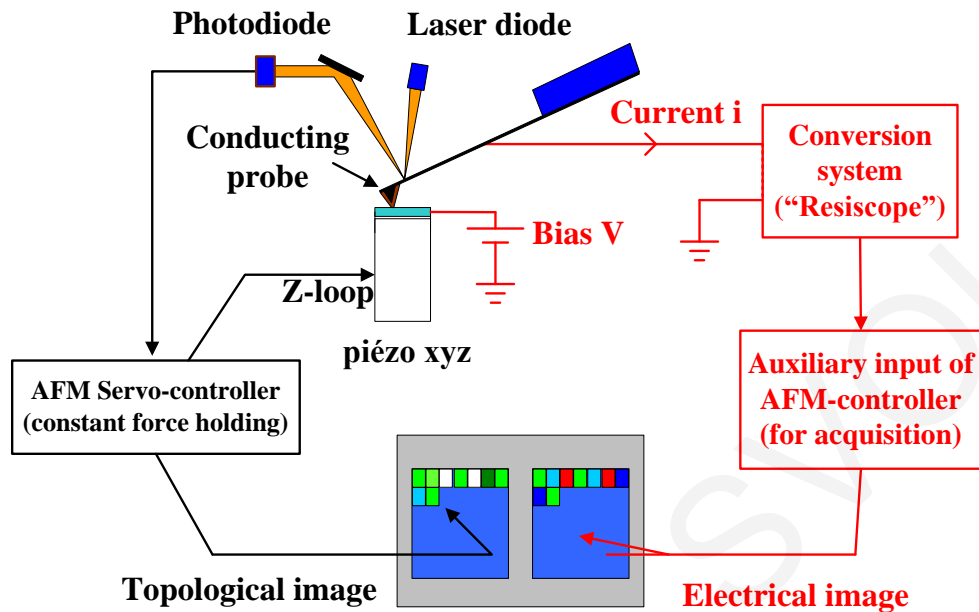 Photodiode
Laser diode
Conducting
probe
Current i
Conversion
system
(“Resiscope”)
Bias V
Z-loop
piézo xyz
AFM Servo-controller
(constant force holding)
Auxiliary input of
AFM-controller
(for acquisition)
Topological image
Electrical image